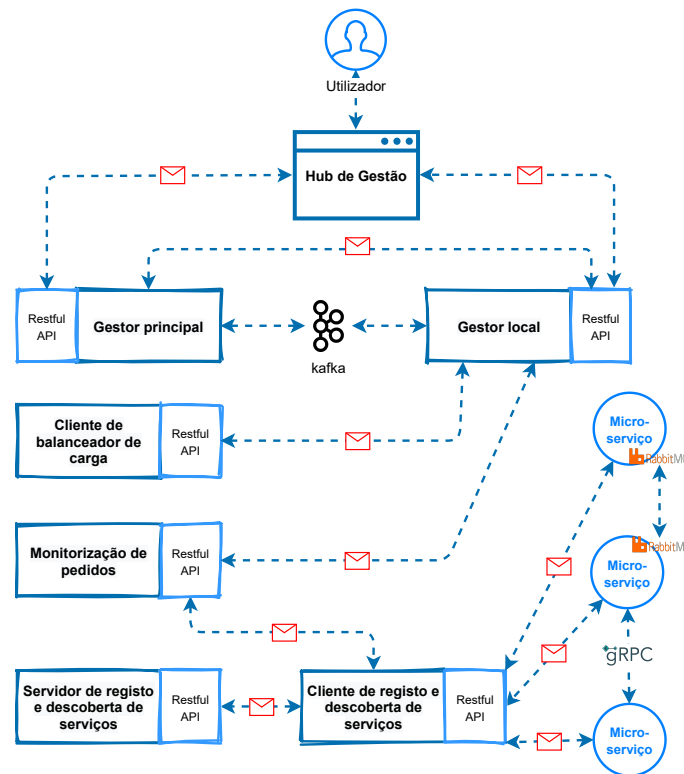 Utilizador
Hub de Gestão
Restful
API
Gestor principal
kafka
Gestor local
Restful
API
Cliente de
balanceador de
carga
Restful
API
Micro-
serviço
RabbitM
Monitorização de
pedidos
Restful
API
RabbitM
Micro-
serviço
gRPC
Servidor de registo
e descoberta de
serviços
Restful
API
Cliente de registo e
descoberta de
serviços
Restful
API
Micro-
serviço